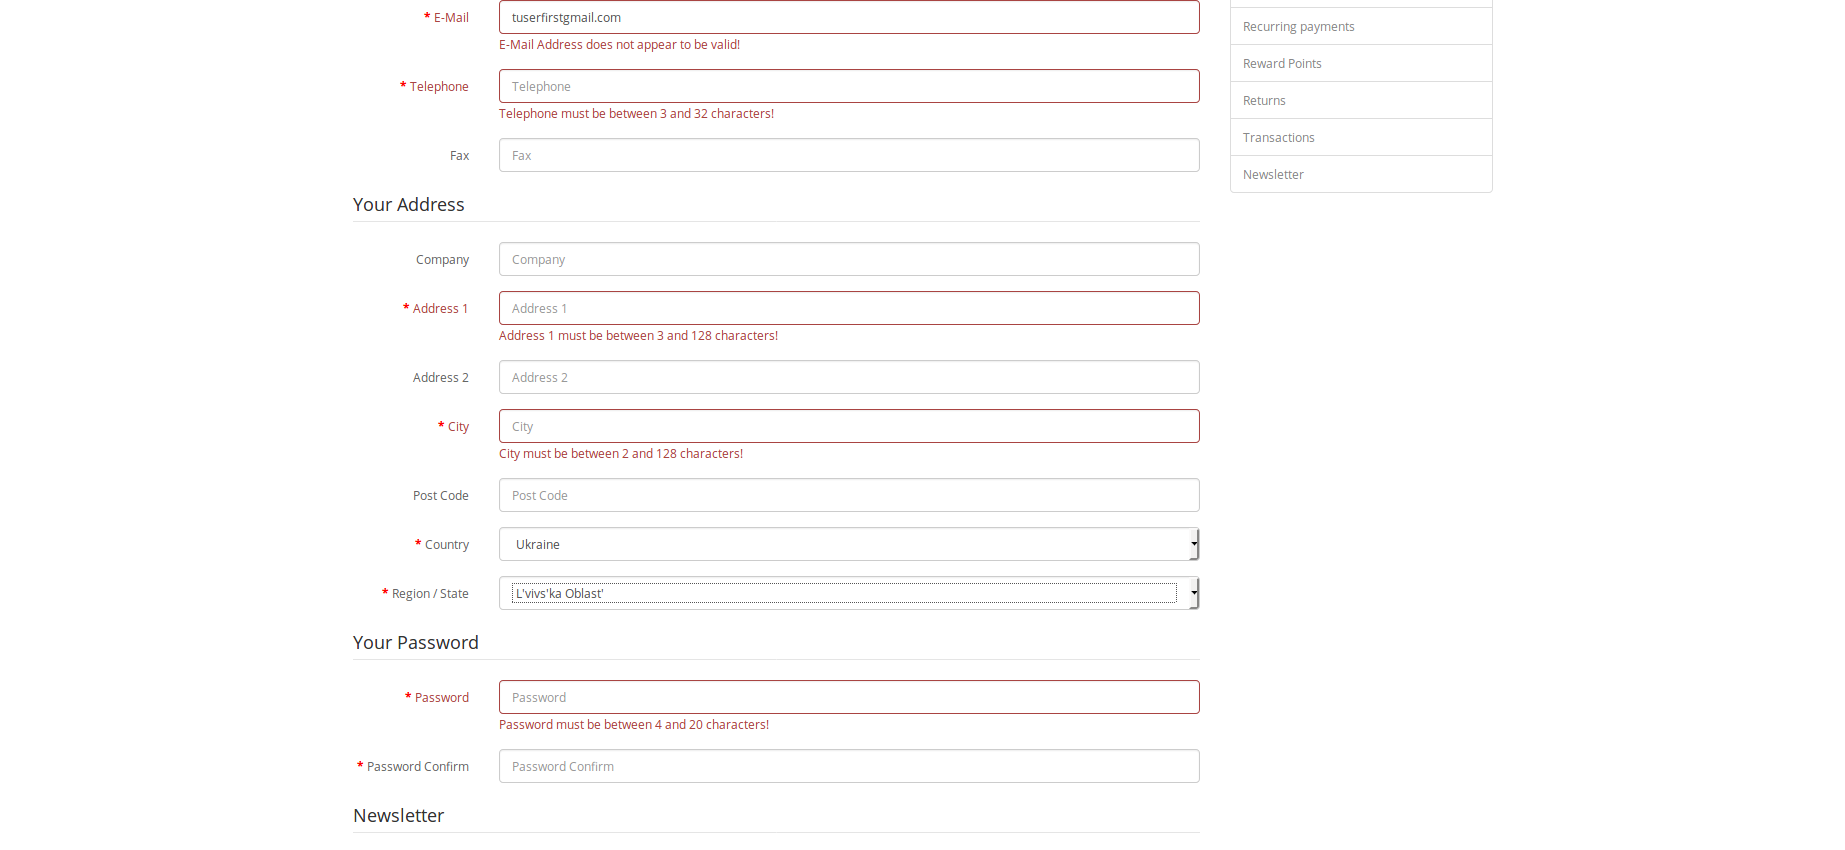 * E-Mail
tuserfirstgmail.com
E-Mail Address does not appear to be valid!
* Telephone
Telephone
Telephone must be between 3 and 32 characters!
Fax
Fax
Your Address
Company
Company
* Address 1
Address 1
Address 1 must be between 3 and 128 characters!
Address 2
Address 2
* City
City
City must be between 2 and 128 characters!
Post Code
Post Code
* Country
Ukraine
* Region / State
L'vivs'ka Oblast'
Your Password
* Password
Password
Password must be between 4 and 20 characters!
* Password Confirm
Password Confirm
Newsletter
Recurring payments
Reward Points
Returns
Transactions
Newsletter